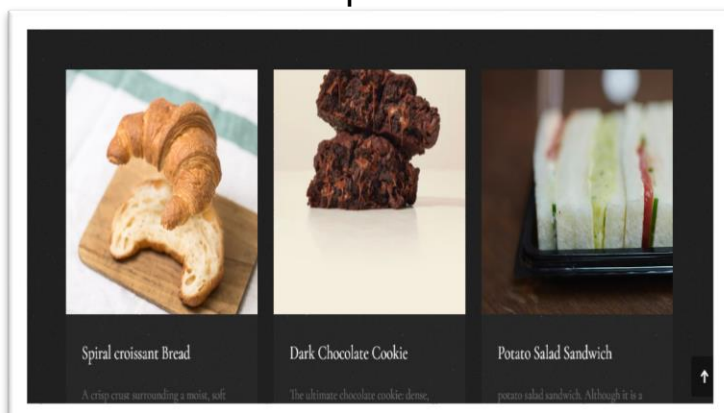 Spiral croissant Bread
A crisp crust surrounding a moist, soft
Dark Chocolate Cookie
The ultimate chocolate cookie: dense,
Potato Salad Sandwich
potato salad sandwich. Although it is a